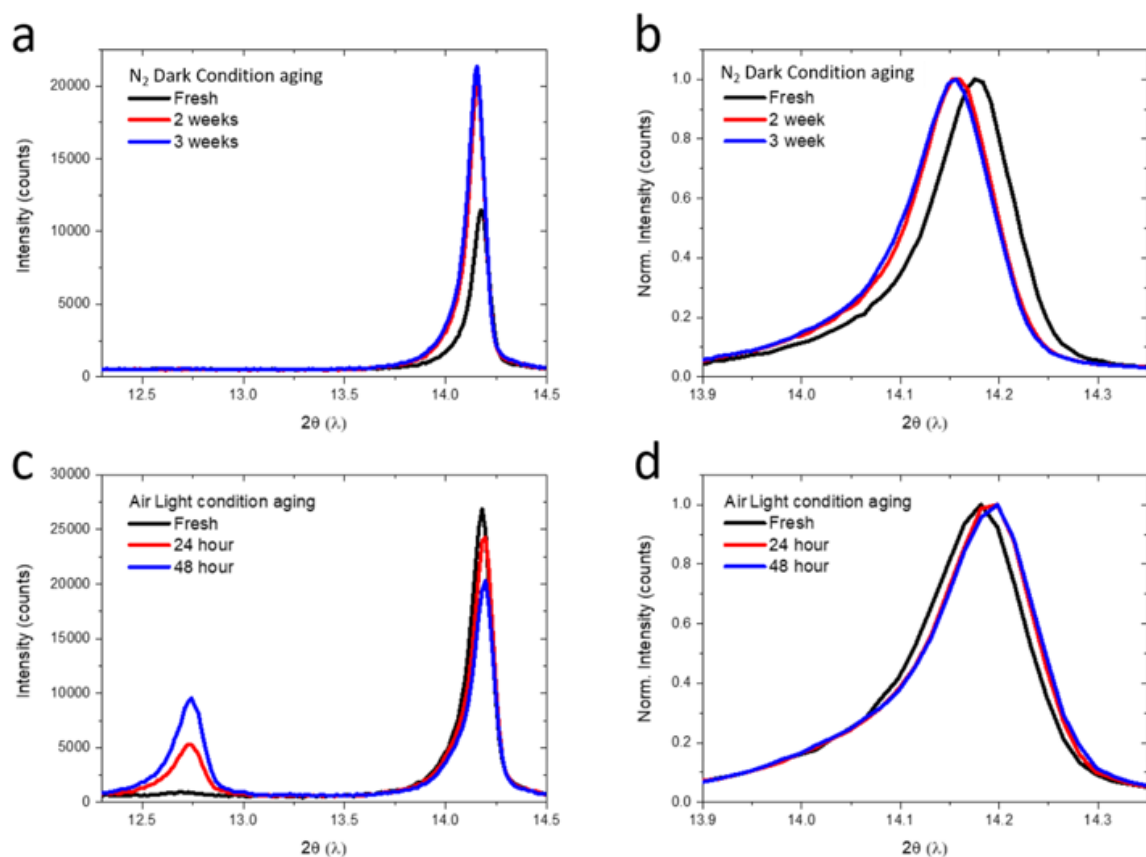 a
N₂ Dark Condition aging
Fresh
2 weeks
3 weeks
Intensity (counts)
20000
15000
10000
5000
0
12.5 13.0 13.5 14.0 14.5
2θ (λ)
b
N₂ Dark Condition aging
Fresh
2 week
3 week
Norm. Intensity (counts)
1.0
0.8
0.6
0.4
0.2
0.0
13.9 14.0 14.1 14.2 14.3
2θ (λ)
c
Air Light condition aging
Fresh
24 hour
48 hour
Intensity (counts)
30000
25000
20000
15000
10000
5000
0
12.5 13.0 13.5 14.0 14.5
2θ (λ)
d
Air Light condition aging
Fresh
24 hour
48 hour
Norm. Intensity (counts)
1.0
0.8
0.6
0.4
0.2
0.0
13.9 14.0 14.1 14.2 14.3
2θ (λ)